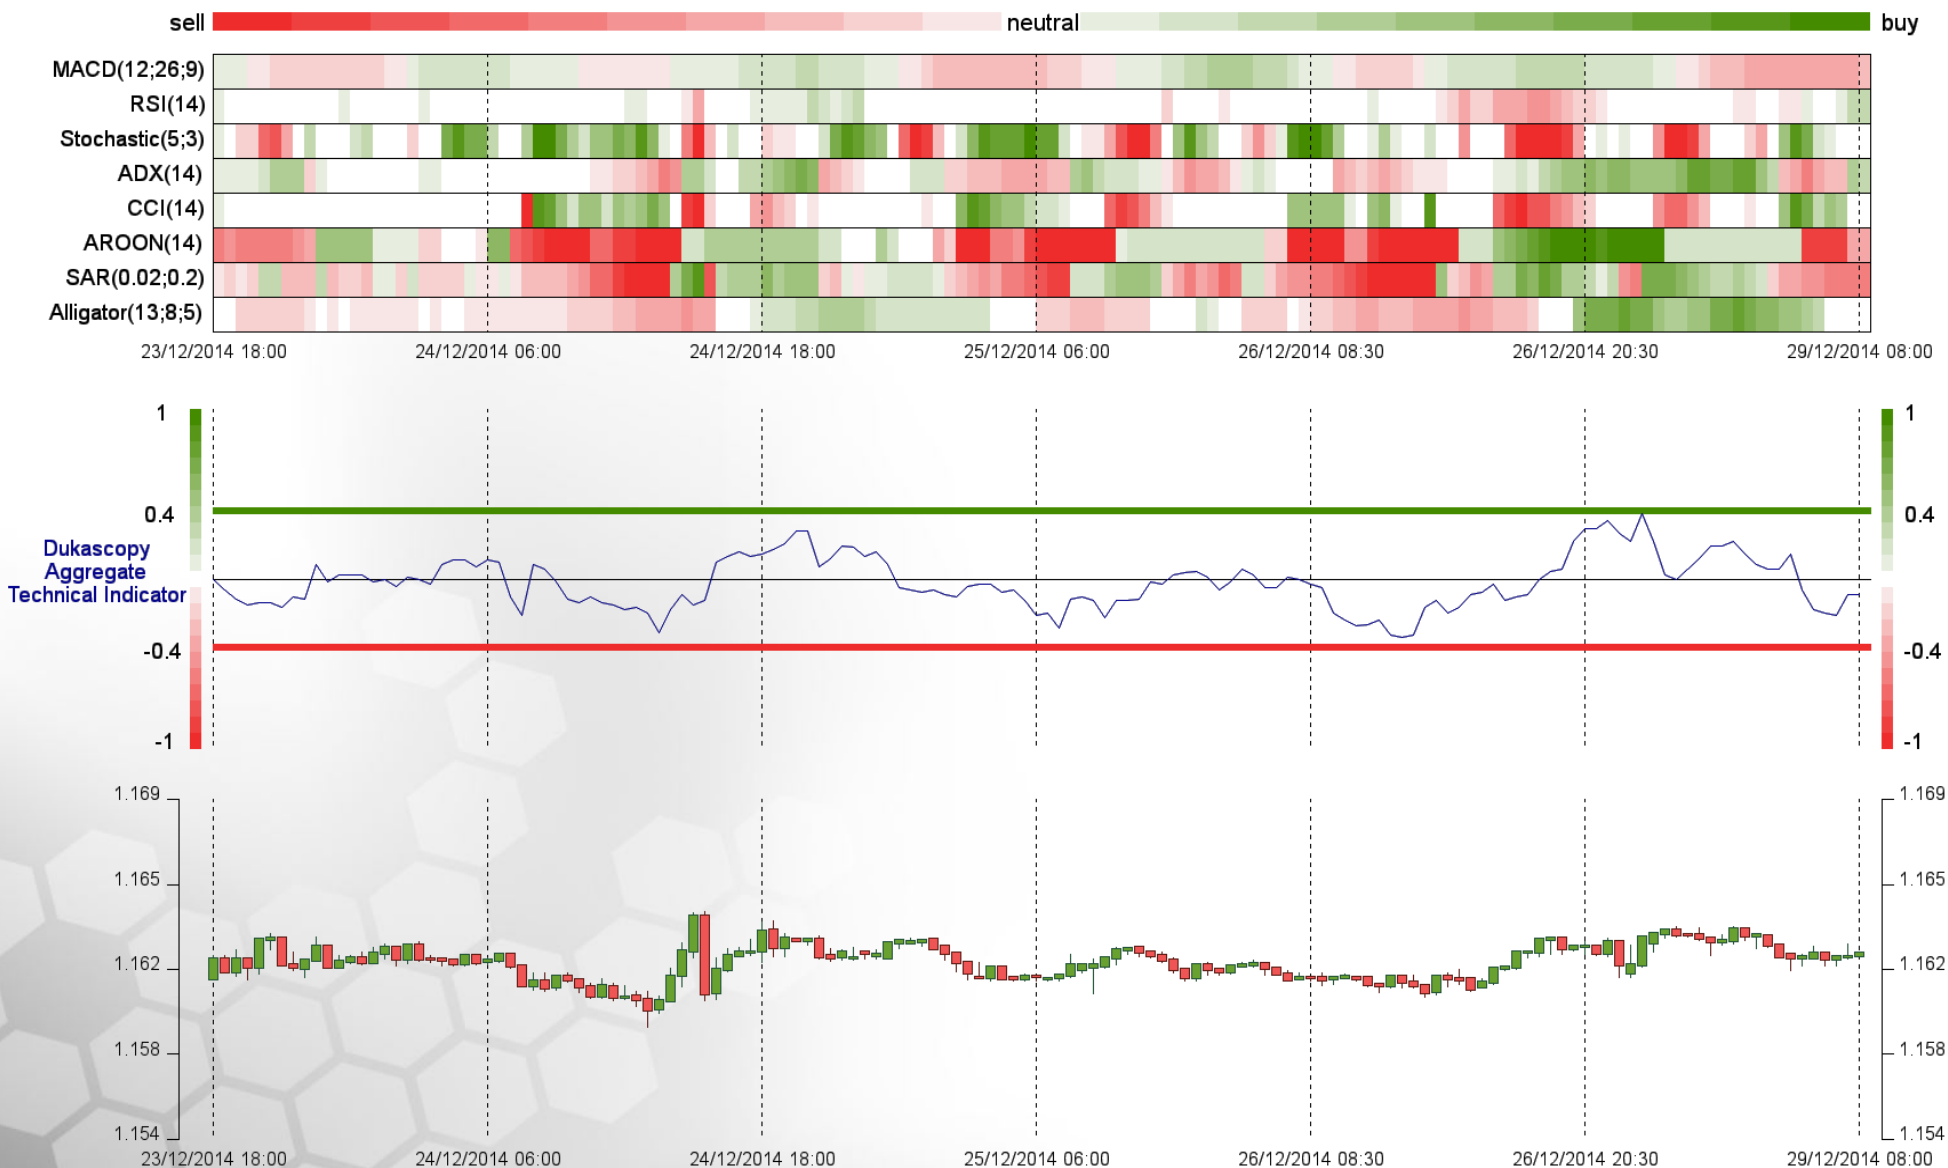 sell neutral buy
MACD(12;26;9)
RSI(14)
Stochastic(5;3)
ADX(14)
CCI(14)
AROON(14)
SAR(0.02;0.2)
Alligator(13;8;5)
23/12/2014 18:00 24/12/2014 06:00 24/12/2014 18:00 25/12/2014 06:00 26/12/2014 08:30 26/12/2014 20:30 29/12/2014 08:00
1 1
0.4 0.4
Dukascopy
Aggregate
Technical Indicator
-0.4 -0.4
-1 -1
1.169 1.169
1.165 1.165
1.162 1.162
1.158 1.158
1.154 1.154
23/12/2014 18:00 24/12/2014 06:00 24/12/2014 18:00 25/12/2014 06:00 26/12/2014 08:30 26/12/2014 20:30 29/12/2014 08:00